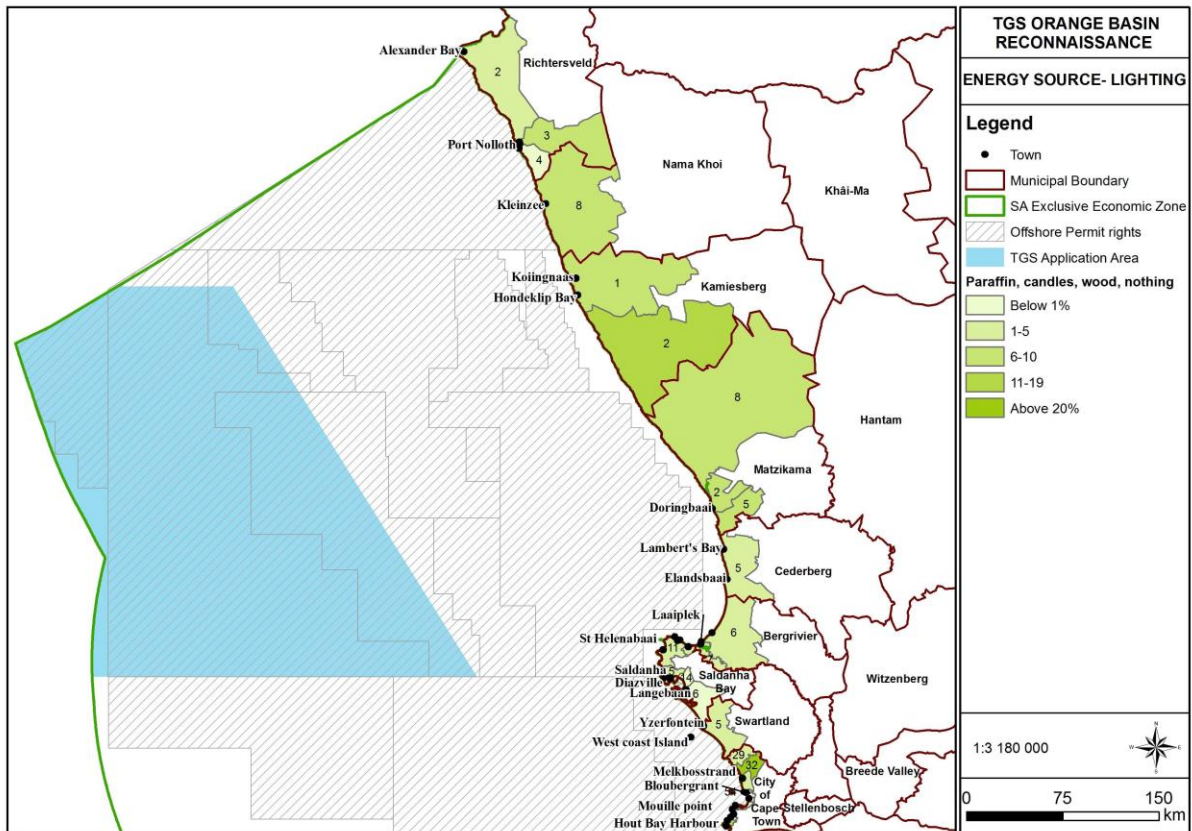 Alexander Bay
2
Richtersveld
3
Port Nolloth
4
Nama Khoi
Khâi-Ma
Kleinzee
8
Koiingnaas
1
Kamiesberg
Hondeklip Bay
2
8
Hantam
Matzikama
2
5
Doringbaai
Lambert's Bay
5
Cederberg
Elandsbaai
Laaiplek
6
Bergrivier
St Helenabaai
11
Witzenberg
Saldanha
5
14
Saldanha
Bay
Diazville
Langebaan
6
Swartland
Yzerfontein
5
West coast Island
29
32
Breede Valley
Melkbosstrand
City
of
Cape
Town
Bloubergrant
Stellenbosch
Mouille point
Hout Bay Harbour
TGS ORANGE BASIN
RECONNAISSANCE
ENERGY SOURCE- LIGHTING
Legend
Town
Municipal Boundary
SA Exclusive Economic Zone
Offshore Permit rights
TGS Application Area
Paraffin, candles, wood, nothing
Below 1%
1-5
6-10
11-19
Above 20%
1:3 180 000
N
W
E
S
0 75 150
km